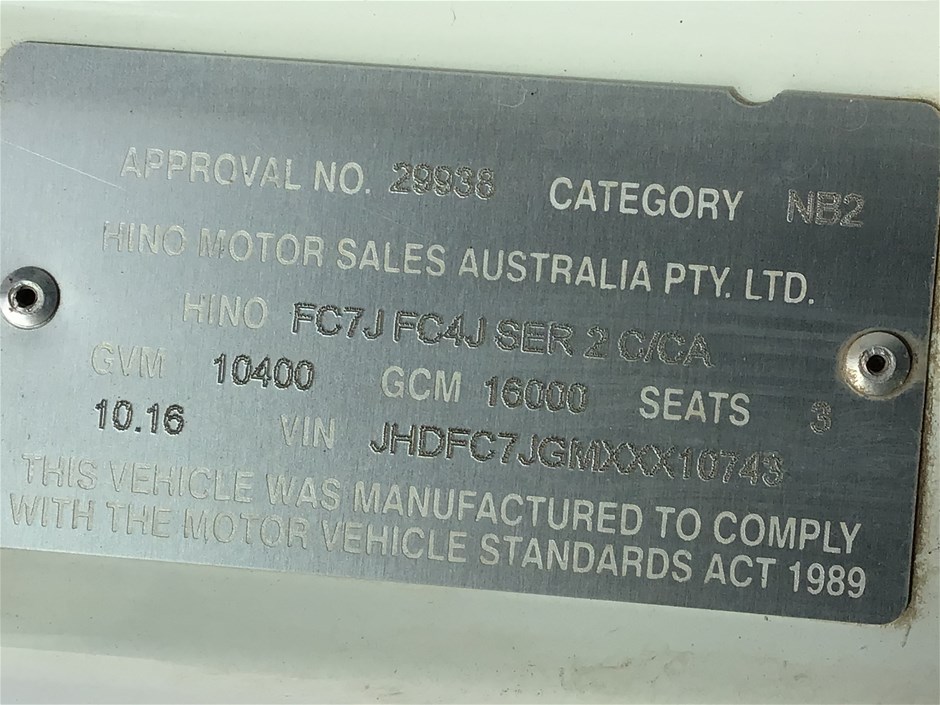 APPROVAL NO. 29938 CATEGORY NB2
HINO MOTOR SALES AUSTRALIA PTY. LTD.
HINO FC7J FC4J SER 2 C/CA
GVM 10400 GCM 16000 SEATS 3
10.16 VIN JHDFC7JGMXXX10743
THIS VEHICLE WAS MANUFACTURED TO COMPLY
WITH THE MOTOR VEHICLE STANDARDS ACT 1989